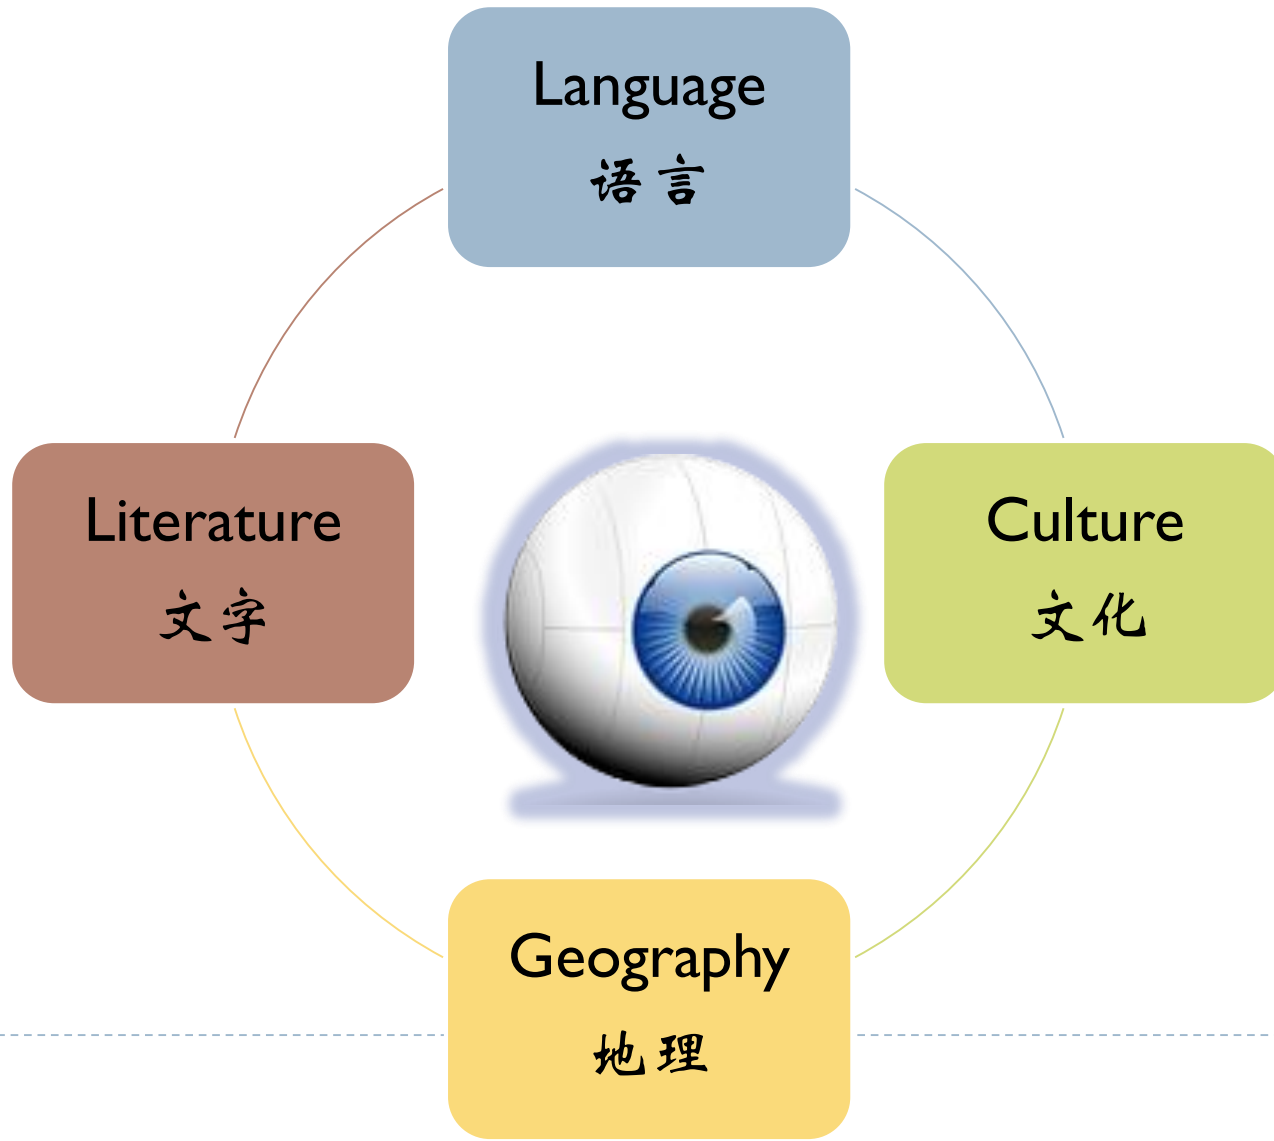 Language
语言
Literature
文字
Culture
文化
Geography
地理